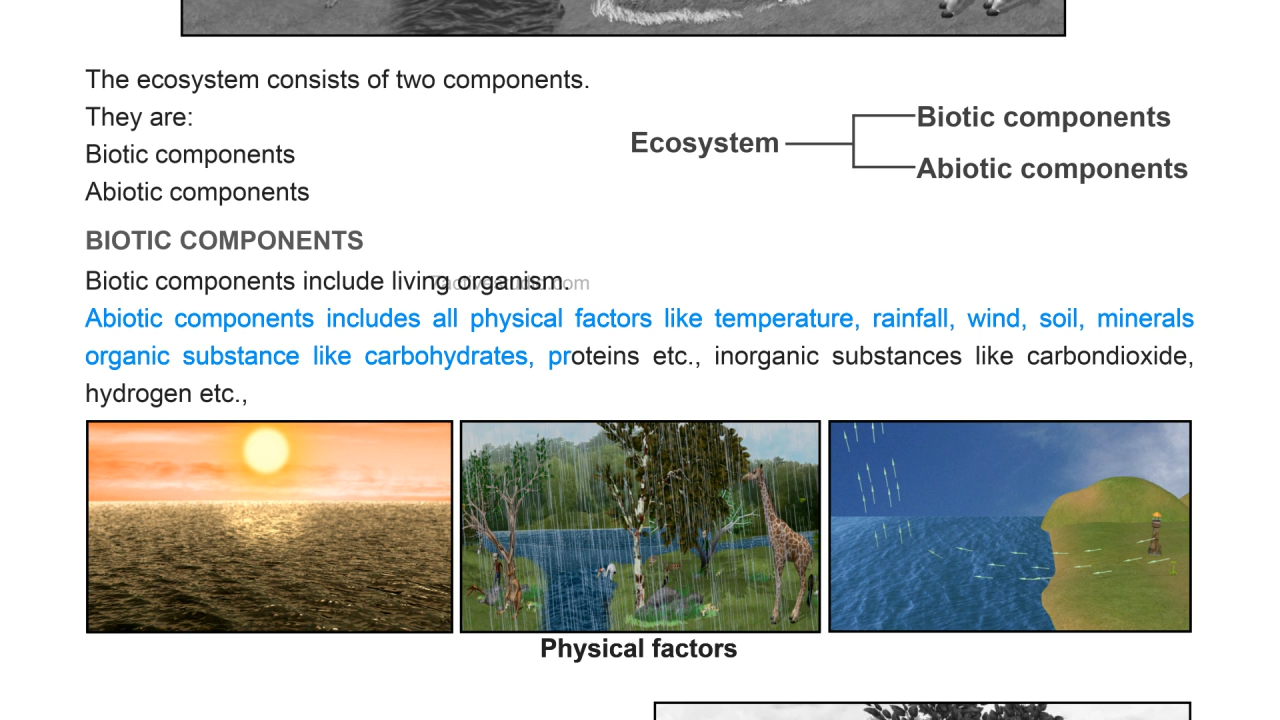 The ecosystem consists of two components.
They are:
Biotic components
Abiotic components
Ecosystem
Biotic components
Abiotic components
BIOTIC COMPONENTS
Biotic components include living organism.
Abiotic components includes all physical factors like temperature, rainfall, wind, soil, minerals
organic substance like carbohydrates, proteins etc., inorganic substances like carbondioxide,
hydrogen etc.,
Physical factors